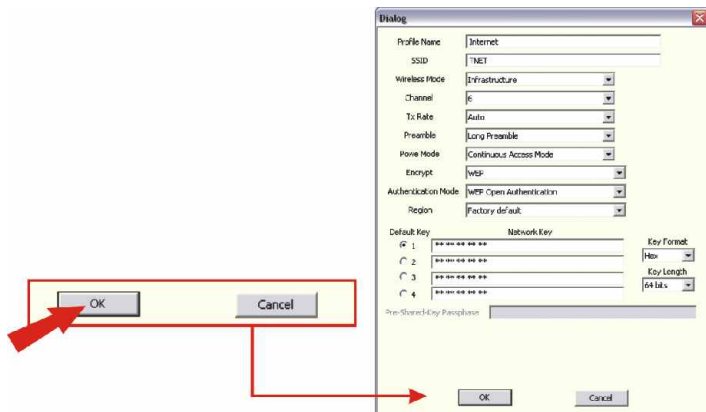 Dialog
Profile Name Internet
SSID TNET
Wireless Mode Infrastructure
Channel 6
Tx Rate Auto
Preamble Long Preamble
Powe Mode Continuous Access Mode
Encrypt WEP
Authentication Mode WEP Open Authentication
Region Factory default
Default Key Network Key
1 ** ** ** ** **
Key Format
Hex
2 ** ** ** ** **
Key Length
3 ** ** ** ** **
64 bits
4 ** ** ** ** **
Pre-Shared-Key Passphase
OK Cancel
OK Cancel